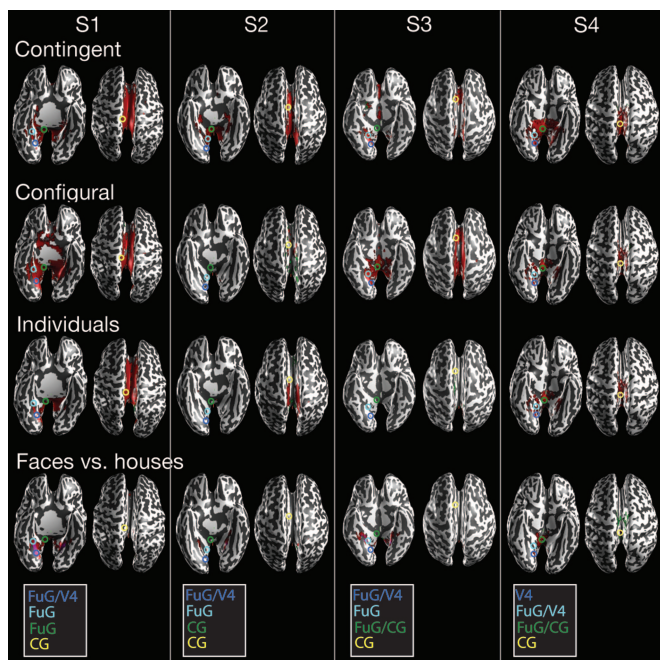 S1 S2 S3 S4
Contingent
Configural
Individuals
Faces vs. houses
FuG/V4
FuG
FuG
CG
FuG/V4
FuG
CG
CG
FuG/V4
FuG
FuG/CG
CG
V4
FuG/V4
FuG/CG
CG